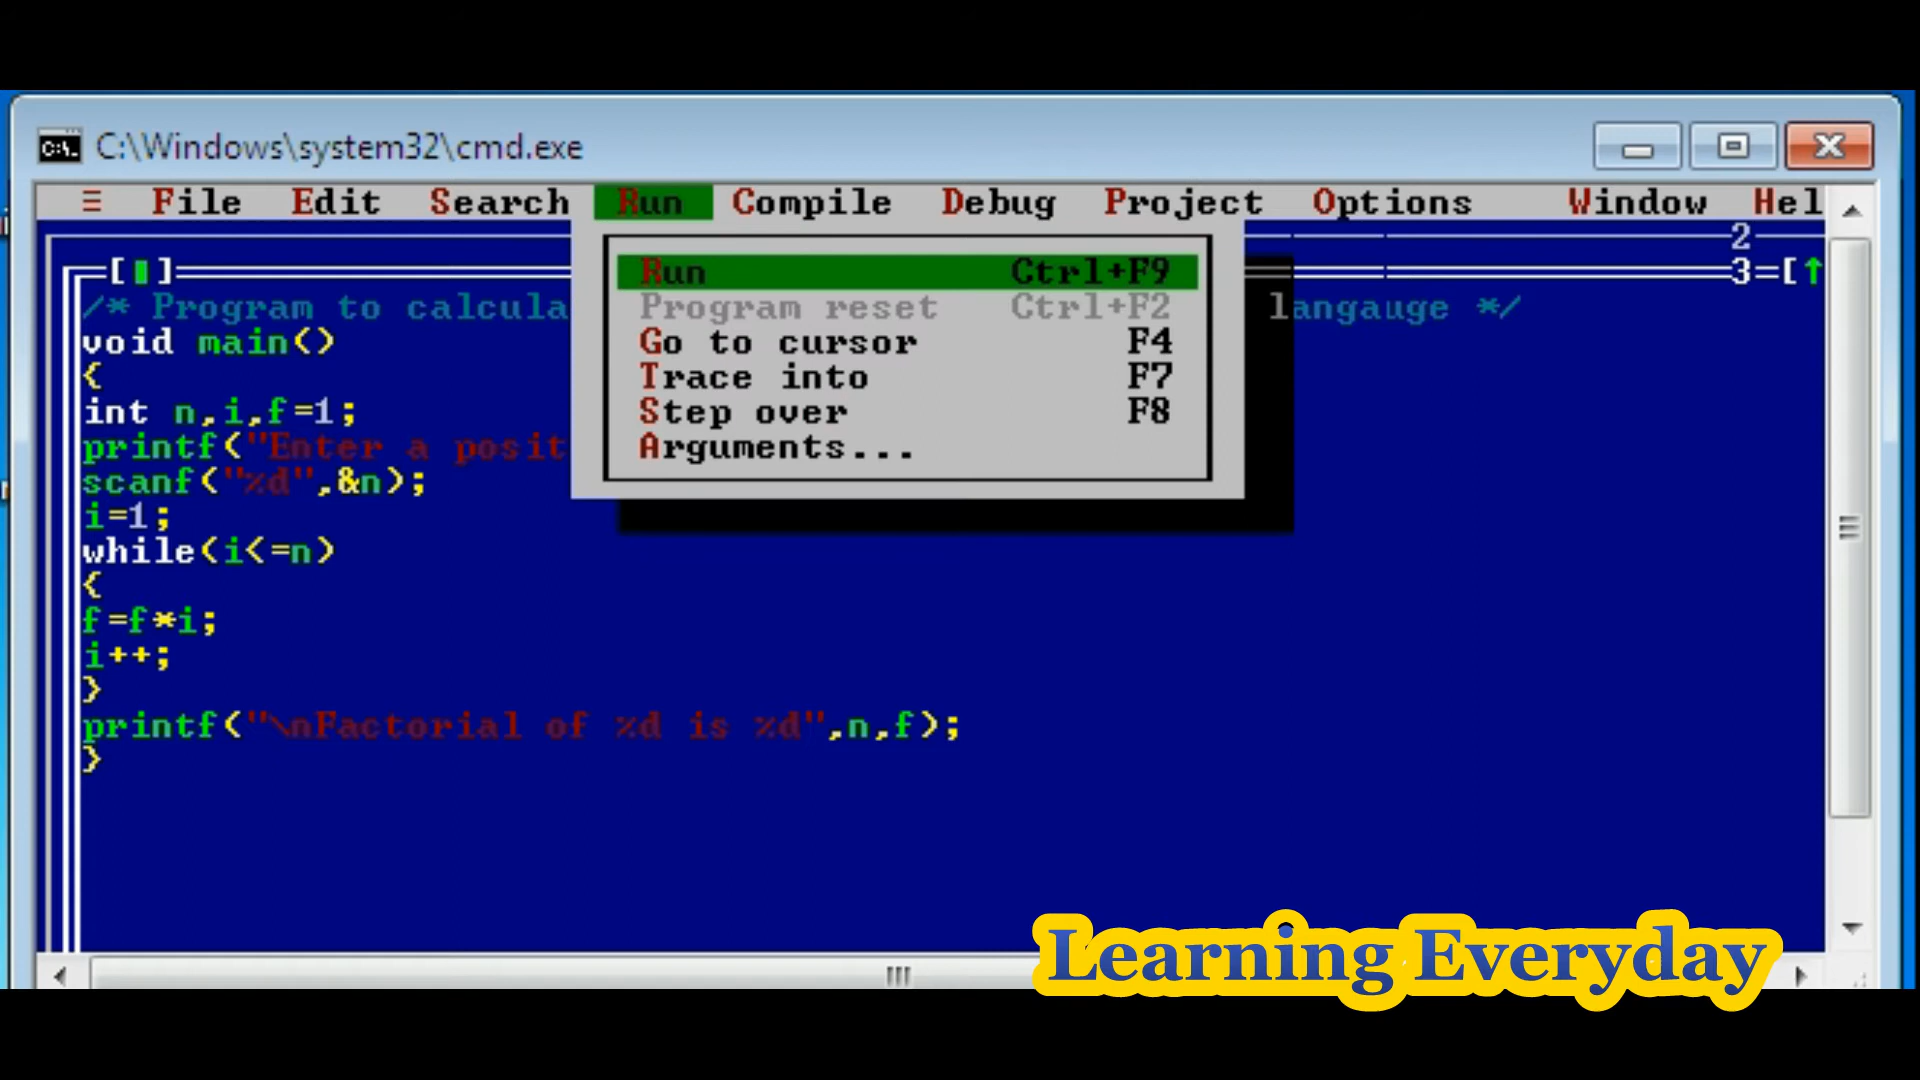 C:\Windows\system32\cmd.exe
≡ File Edit Search Run Compile Debug Project Options Window Hel
2
[ ] 3=[↑
Run Ctrl+F9
Program reset Ctrl+F2
Go to cursor F4
Trace into F7
Step over F8
Arguments...
/* Program to calcula langauge */
void main()
{
int n,i,f=1;
printf("Enter a posit
scanf("%d",&n);
i=1;
while(i<=n)
{
f=f*i;
i++;
}
printf("\nFactorial of %d is %d",n,f);
}
Learning Everyday